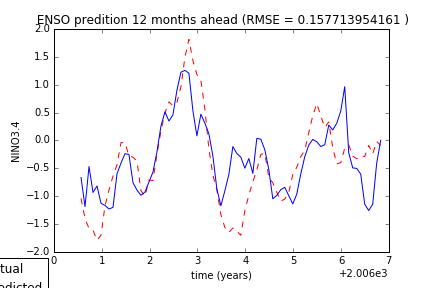 ENSO predition 12 months ahead (RMSE = 0.157713954161 )
2.0
1.5
1.0
0.5
0.0
−0.5
−1.0
−1.5
−2.0
NINO3.4
0 1 2 3 4 5 6 7
time (years)
+2.006e3